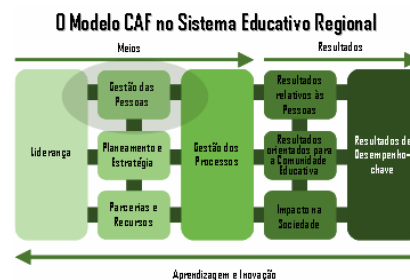 O Modelo CAF no Sistema Educativo Regional
Meios
Resultados
Liderança
Gestão das
Pessoas
Planeamento e
Estratégia
Parcerias e
Recursos
Gestão dos
Processos
Resultados
relativos às
Pessoas
Resultados
orientados para
a Comunidade
Educativa
Impacto na
Sociedade
Resultados de
Desempenho-
chave
Aprendizagem e Inovação